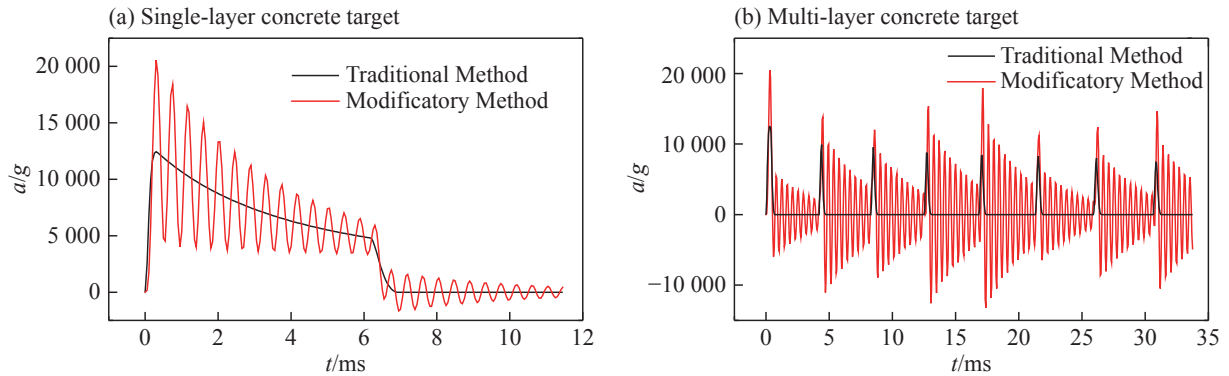 (a) Single-layer concrete target
20 000
15 000
10 000
5 000
0
a/g
Traditional Method
Modificatory Method
0 2 4 6 8 10 12
t/ms
(b) Multi-layer concrete target
20 000
10 000
0
−10 000
a/g
Traditional Method
Modificatory Method
0 5 10 15 20 25 30 35
t/ms